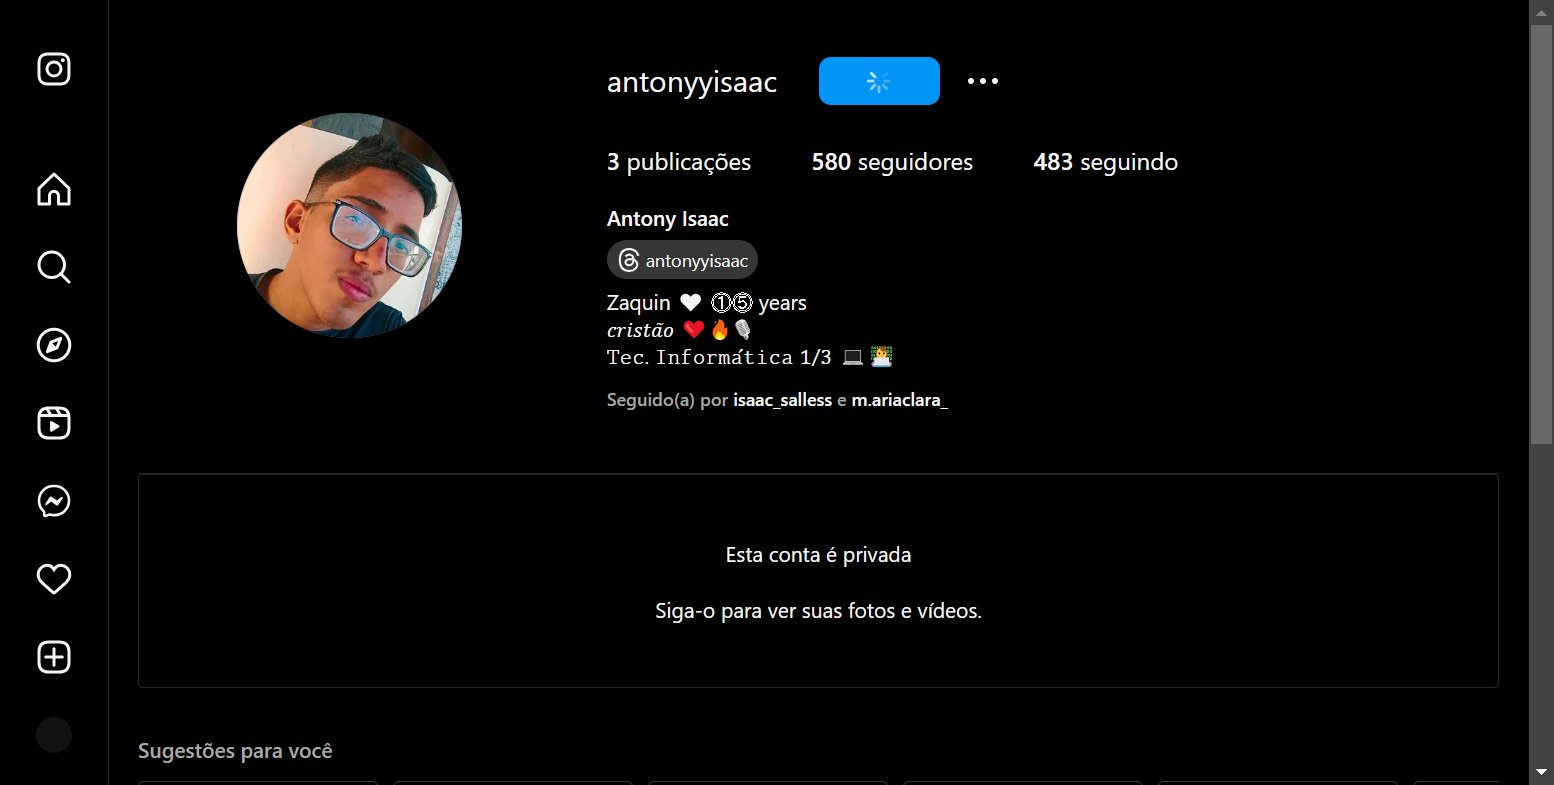 antonyyisaac
3 publicações 580 seguidores 483 seguindo
Antony Isaac
antonyyisaac
Zaquin 🤍 ⓵⓹ years
𝑐𝑟𝑖𝑠𝑡𝑎̃𝑜 ❤️🔥🎙️
𝚃𝚎𝚌. 𝙸𝚗𝚏𝚘𝚛𝚖𝚊́𝚝𝚒𝚌𝚊 1/3 💻👨‍💻
Seguido(a) por isaac_salless e m.ariaclara_
Esta conta é privada
Siga-o para ver suas fotos e vídeos.
Sugestões para você